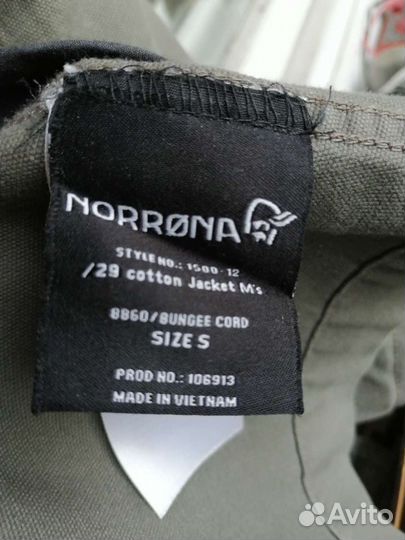 NORRØNA
STYLE NO.: 1500-12
/29 cotton Jacket M's
8860/BUNGEE CORD
SIZE S
PROD NO.: 106913
MADE IN VIETNAM
Avito